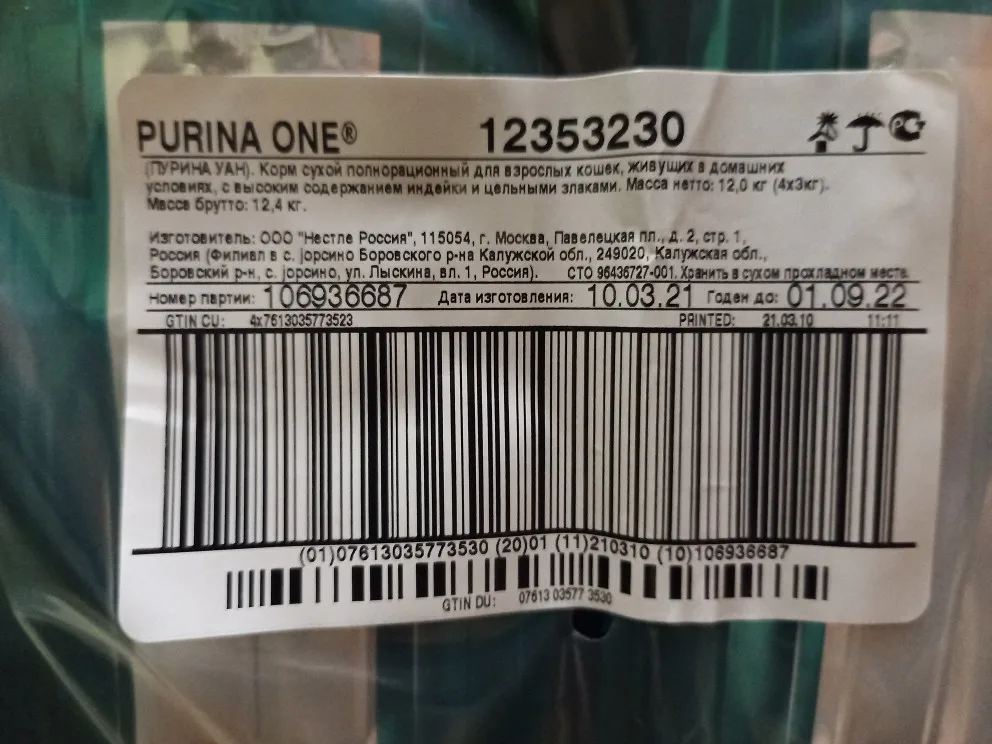 PURINA ONE® 12353230
(ПУРИНА УАН). Корм сухой полнорационный для взрослых кошек, живущих в домашних
условиях, с высоким содержанием индейки и цельными злаками. Масса нетто: 12,0 кг (4x3кг).
Масса брутто: 12,4 кг.
Изготовитель: ООО "Нестле Россия", 115054, г. Москва, Павелецкая пл., д. 2, стр. 1,
Россия (Филиал в с. Ворсино Боровского р-на Калужской обл., 249020, Калужская обл.,
Боровский р-н, с. Ворсино, ул. Лыскина, вл. 1, Россия). СТО 96436727-001. Хранить в сухом прохладном месте.
Номер партии: 106936687 Дата изготовления: 10.03.21 Годен до: 01.09.22
GTIN CU: 4x7613035773523 PRINTED: 21.03.10 11:11
(01)07613035773530 (20)01 (11)210310 (10)106936687
GTIN DU: 07613 03577 3530